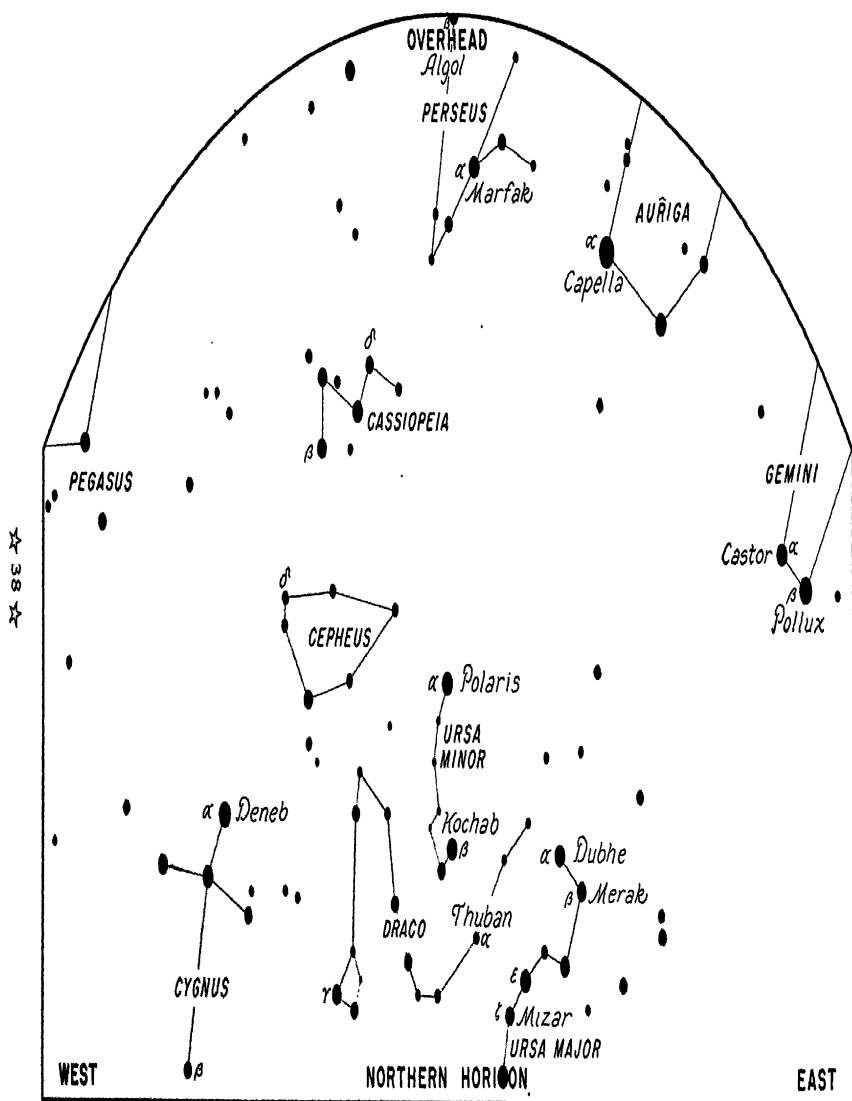 β
OVERHEAD
Algol
PERSEUS
α
Marfak
AURÎGA
α
Capella
δ
CASSIOPEIA
β
PEGASUS
GEMINI
Castor α
β
Pollux
☆ 38 ☆
δ
CEPHEUS
α Polaris
URSA
MINOR
α Deneb
Kochab
β
α Dubhe
β Merak
Thuban
α
DRACO
CYGNUS
γ
ε
ζ Mizar
URSA MAJOR
β
WEST
NORTHERN HORIZON
EAST